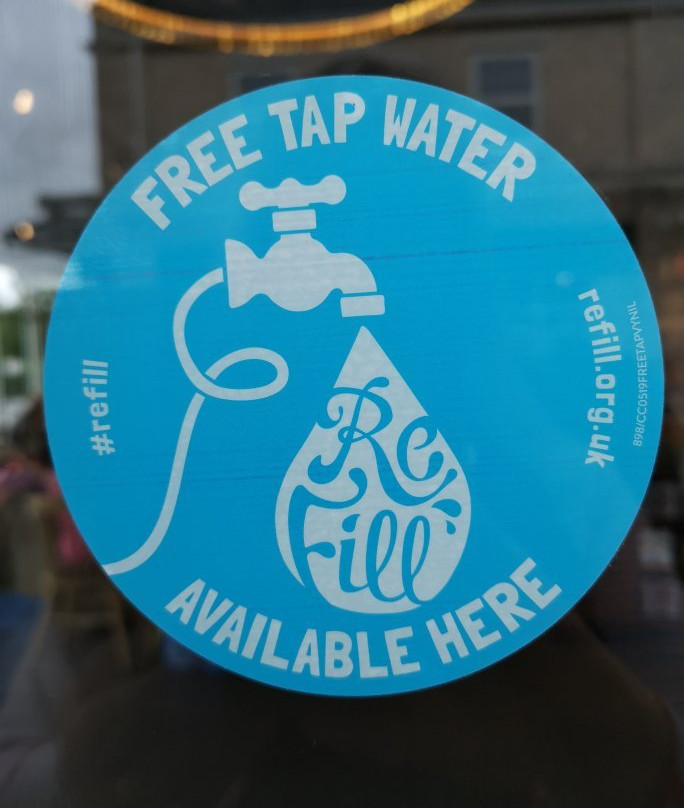 FREE TAP WATER
#refill
Re
fill
refill.org.uk
898/CC0519FREETAPVYNIL
AVAILABLE HERE